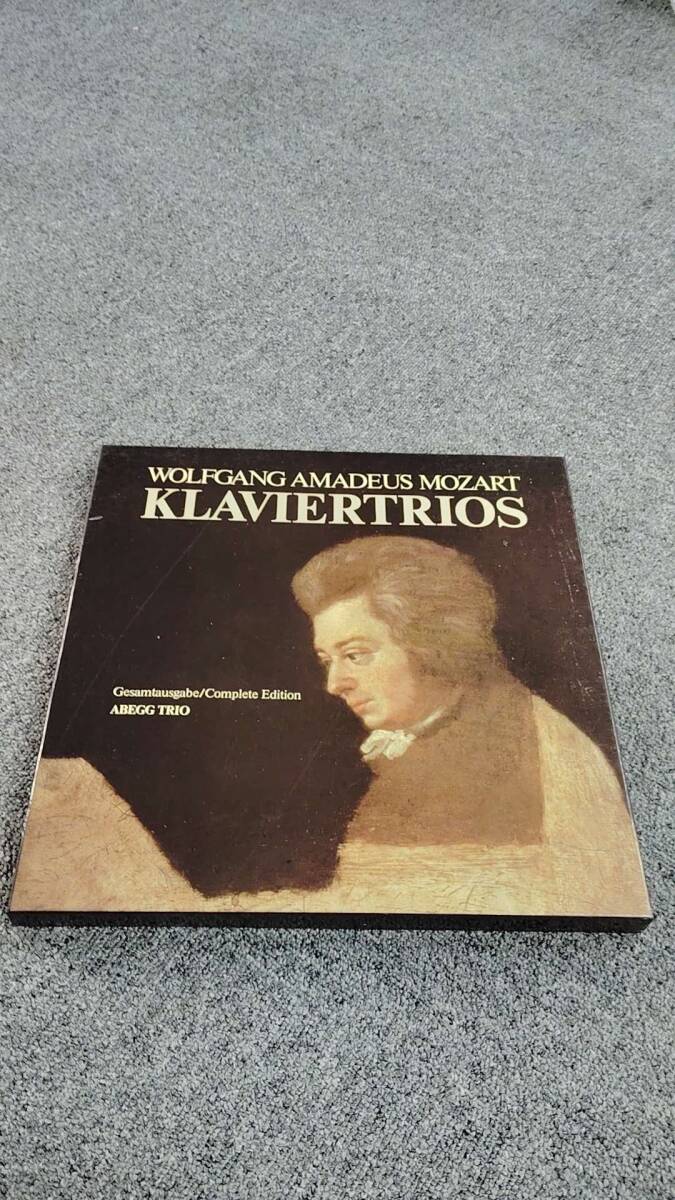 WOLFGANG AMADEUS MOZART
KLAVIERTRIOS
Gesamtausgabe/Complete Edition
ABEGG TRIO